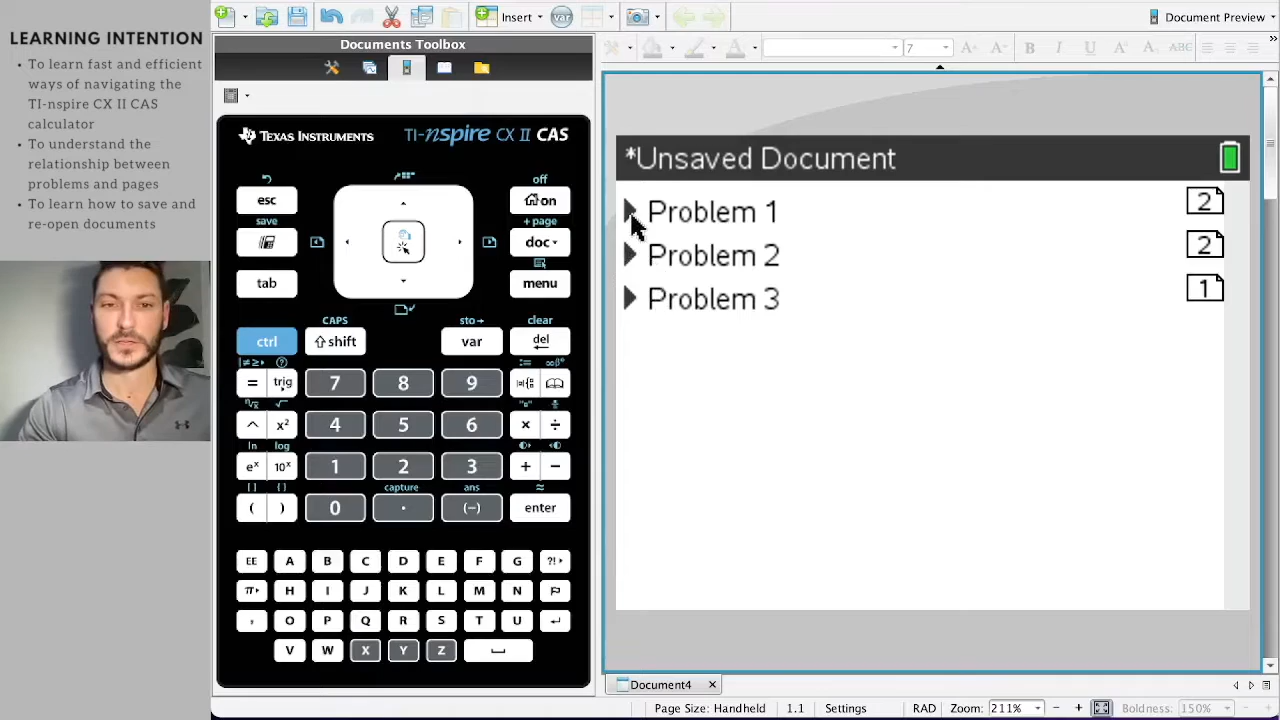 LEARNING INTENTION
• To learn fast and efficient
ways of navigating the
TI-nspire CX II CAS
calculator
• To understand the
relationship between
problems and pages
• To learn how to save and
re-open documents
Insert
var
Document Preview
Documents Toolbox
7
B I U ABC
TEXAS INSTRUMENTS TI-nspire CX II CAS
off
esc
on
save
+ page
doc
tab
menu
CAPS sto→ clear
ctrl shift var del
= trig 7 8 9
^ x² 4 5 6 × ÷
ln log
eˣ 10ˣ 1 2 3 + −
[ ] { } capture ans ≈
( ) 0 . (−) enter
EE A B C D E F G ?!▸
π▸ H I J K L M N
, O P Q R S T U
V W X Y Z
*Unsaved Document
Problem 1 2
Problem 2 2
Problem 3 1
Document4
Page Size: Handheld 1.1 Settings RAD Zoom: 211% − + Boldness: 150% − +